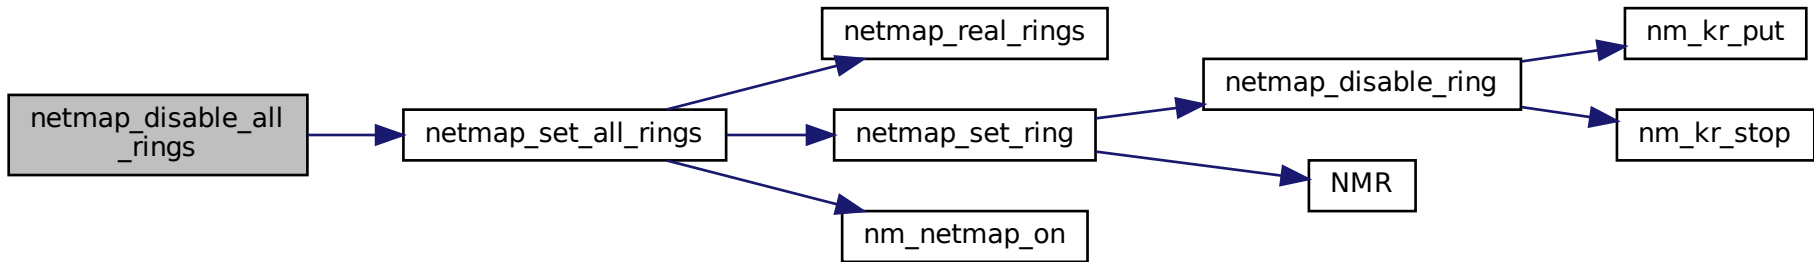 netmap_disable_all
_rings
netmap_set_all_rings
netmap_real_rings
netmap_set_ring
nm_netmap_on
netmap_disable_ring
NMR
nm_kr_put
nm_kr_stop